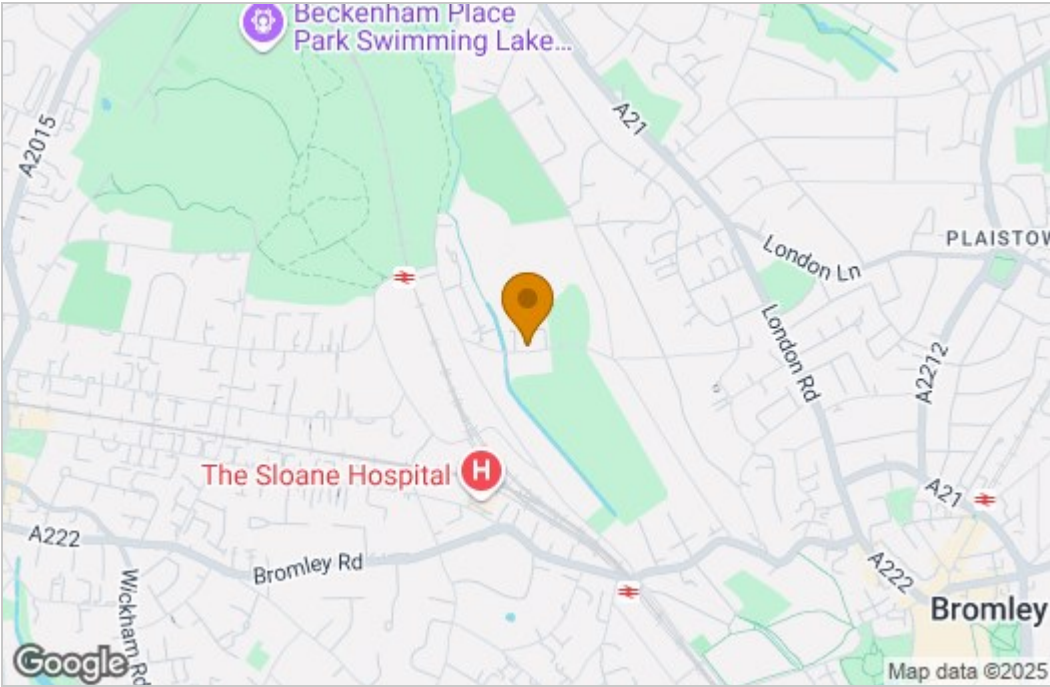 Beckenham Place
Park Swimming Lake...
A2015
A21
London Ln
PLAISTOW
London Rd
A2212
The Sloane Hospital
H
A21
A222
Bromley Rd
A222
Wickham Rd
Bromley
Google
Map data ©2025